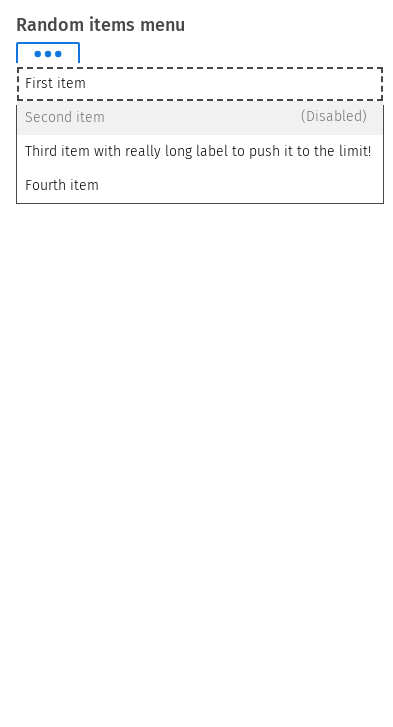 Random items menu
First item
Second item (Disabled)
Third item with really long label to push it to the limit!
Fourth item